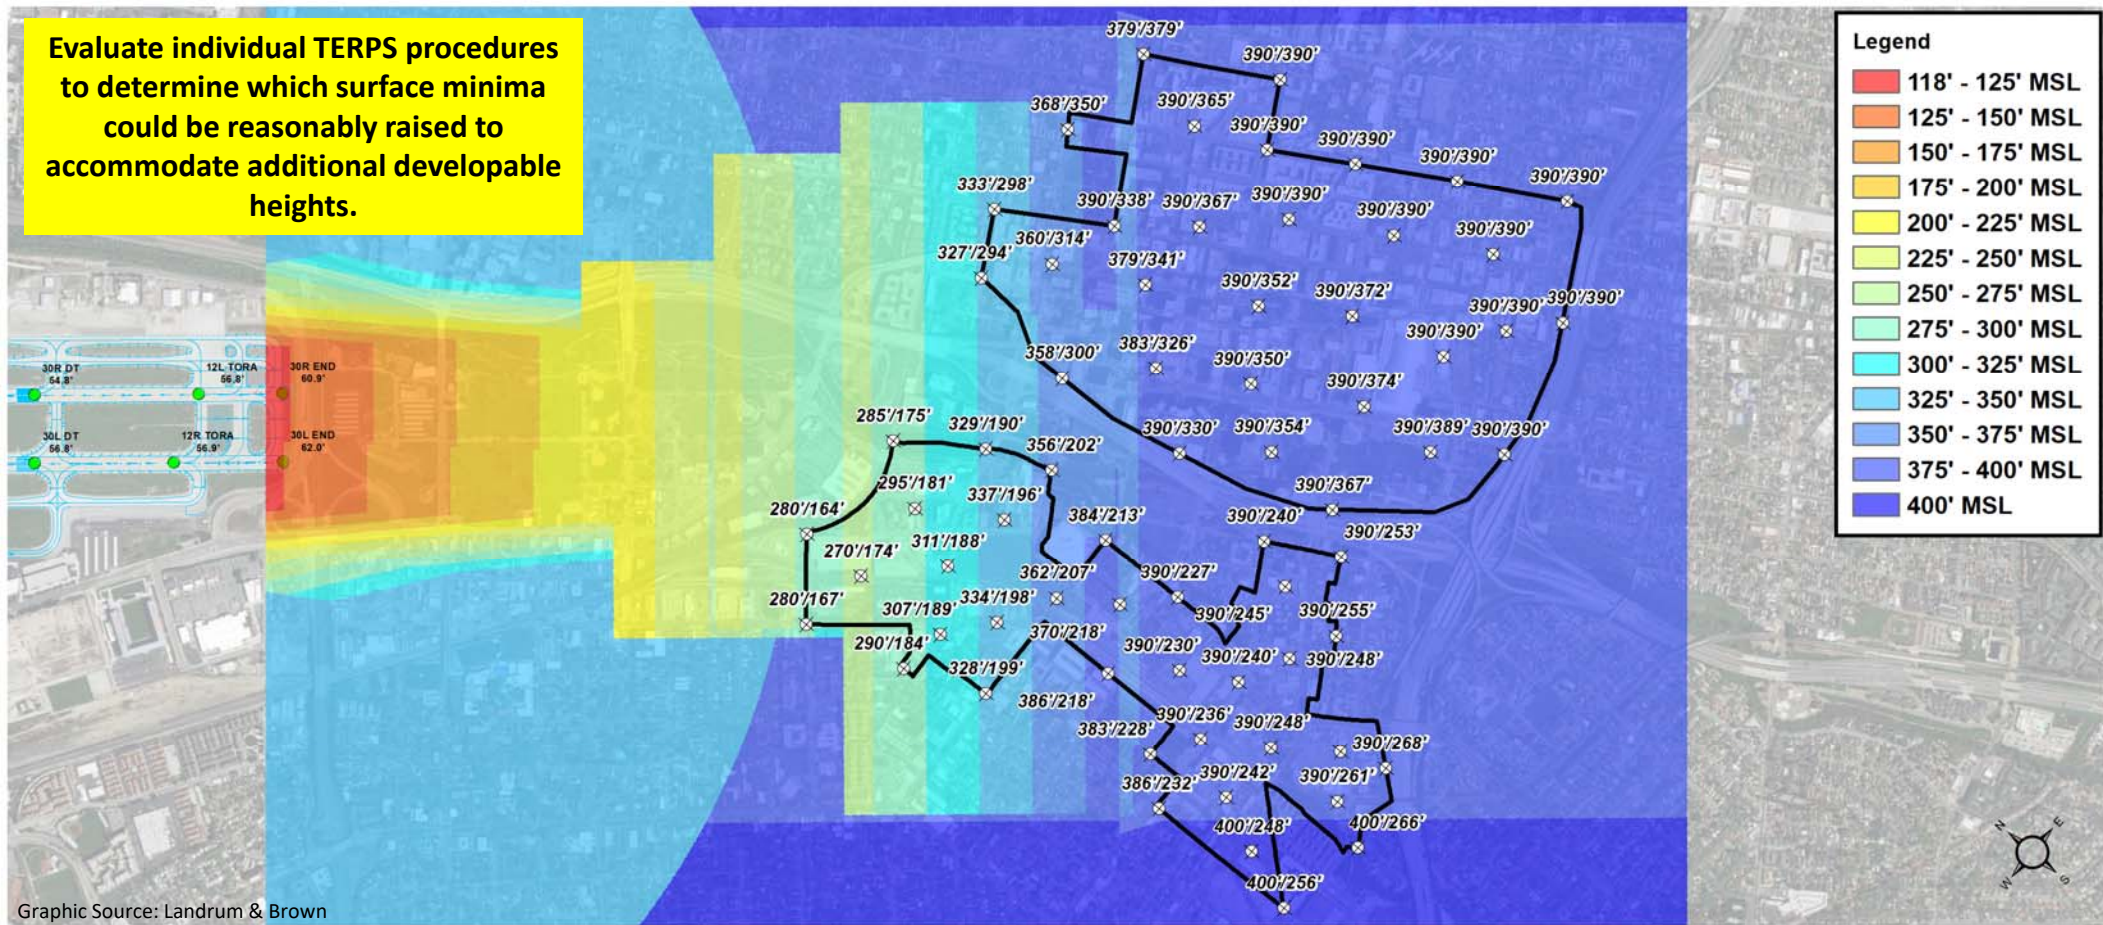 Evaluate individual TERPS procedures
to determine which surface minima
could be reasonably raised to
accommodate additional developable
heights.
Legend
118' - 125' MSL
125' - 150' MSL
150' - 175' MSL
175' - 200' MSL
200' - 225' MSL
225' - 250' MSL
250' - 275' MSL
275' - 300' MSL
300' - 325' MSL
325' - 350' MSL
350' - 375' MSL
375' - 400' MSL
400' MSL
379'/379'
390'/390'
368'/350'
390'/365'
390'/390'
390'/390'
390'/390'
390'/390'
333'/298'
390'/338'
390'/367'
390'/390'
390'/390'
390'/390'
327'/294'
360'/314'
379'/341'
390'/352'
390'/372'
390'/390'
390'/390'
390'/390'
358'/300'
383'/326'
390'/350'
390'/374'
390'/330'
390'/354'
390'/389'
390'/390'
390'/367'
285'/175'
329'/190'
356'/202'
295'/181'
337'/196'
280'/164'
384'/213'
390'/240'
390'/253'
270'/174'
311'/188'
362'/207'
390'/227'
280'/167'
307'/189'
334'/198'
390'/245'
390'/255'
290'/184'
328'/199'
370'/218'
390'/230'
390'/240'
390'/248'
386'/218'
383'/228'
390'/236'
390'/248'
390'/268'
386'/232'
390'/242'
390'/261'
400'/248'
400'/266'
400'/256'
30R DT
54.8'
12L TORA
56.8'
30R END
60.9'
30L DT
56.8'
12R TORA
56.9'
30L END
62.0'
N
E
W
S
Graphic Source: Landrum & Brown